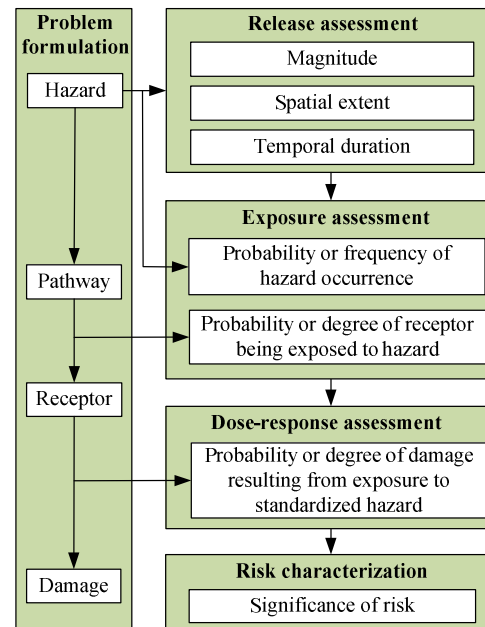 Problem
formulation
Hazard
Pathway
Receptor
Damage
Release assessment
Magnitude
Spatial extent
Temporal duration
Exposure assessment
Probability or frequency of
hazard occurrence
Probability or degree of receptor
being exposed to hazard
Dose-response assessment
Probability or degree of damage
resulting from exposure to
standardized hazard
Risk characterization
Significance of risk